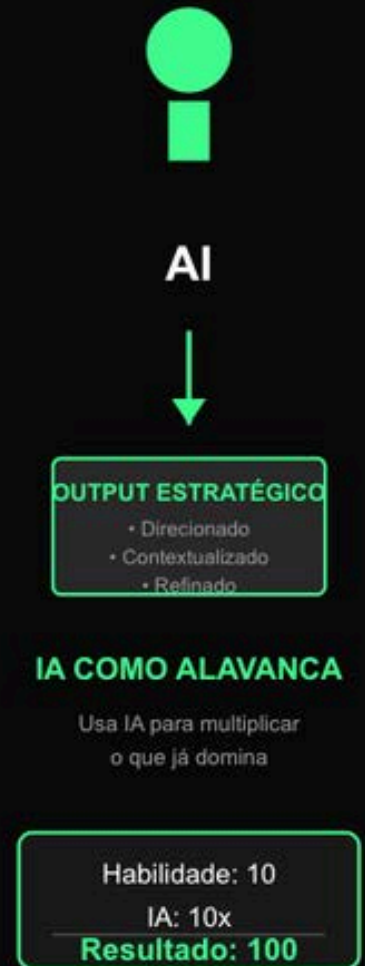 AI
OUTPUT ESTRATÉGICO
• Direcionado
• Contextualizado
• Refinado
IA COMO ALAVANCA
Usa IA para multiplicar
o que já domina
Habilidade: 10
IA: 10x
Resultado: 100